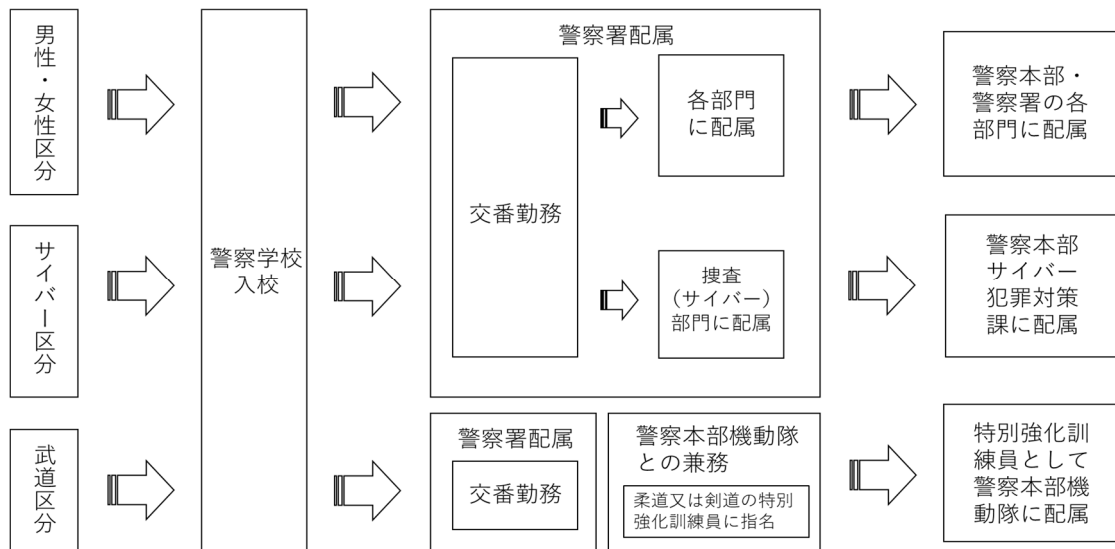 男性・女性区分
サイバー区分
武道区分
警察学校
入校
警察署配属
交番勤務
各部門
に配属
捜査
（サイバー）
部門に配属
警察署配属
交番勤務
警察本部機動隊
との兼務
柔道又は剣道の特別
強化訓練員に指名
警察本部・
警察署の各
部門に配属
警察本部
サイバー
犯罪対策
課に配属
特別強化訓
練員として
警察本部機
動隊に配属